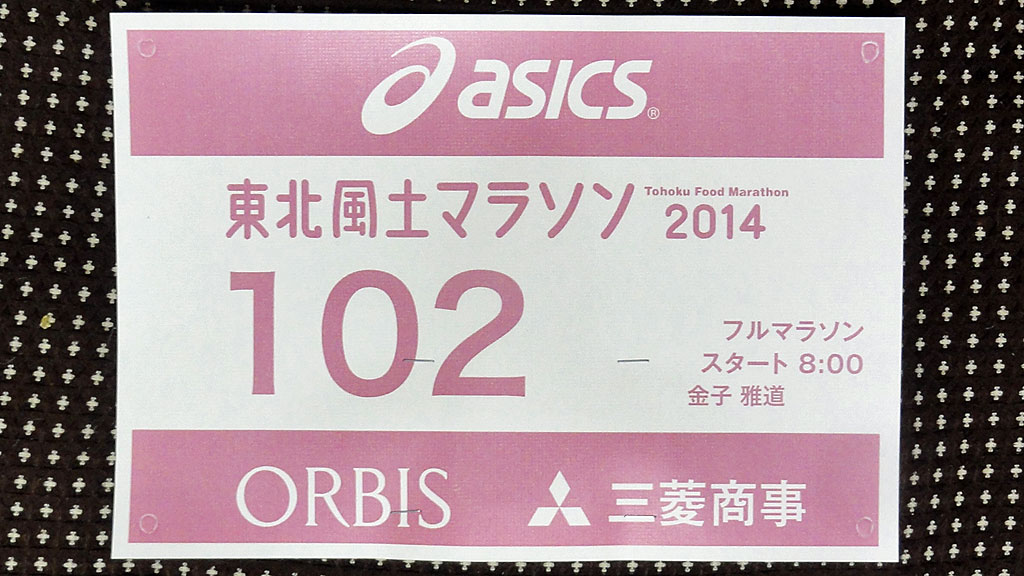 asics®
東北風土マラソン Tohoku Food Marathon
2014
102
フルマラソン
スタート 8:00
金子 雅道
ORBIS 三菱商事